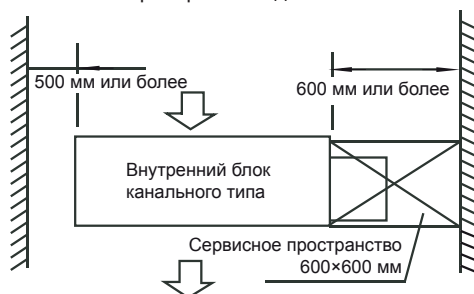 500 мм или более
600 мм или более
Внутренний блок
канального типа
Сервисное пространство
600×600 мм